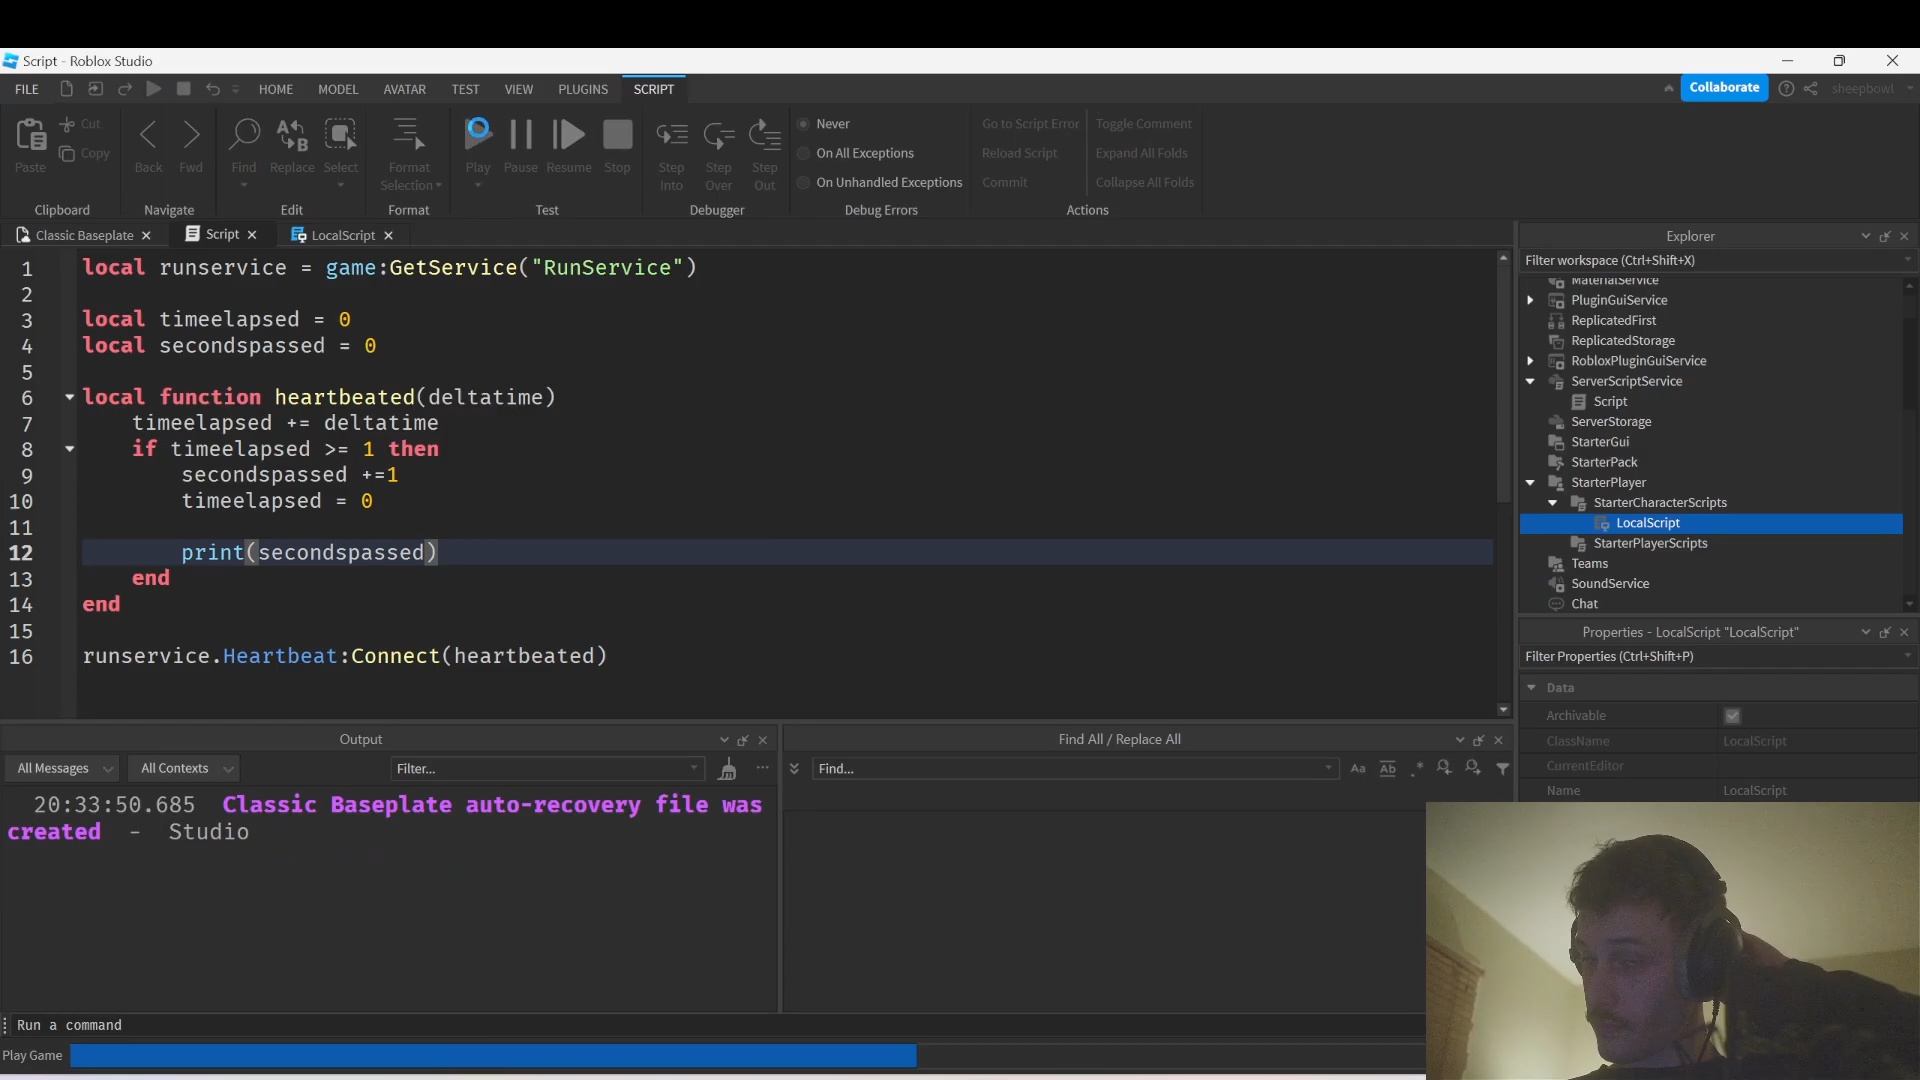 Script - Roblox Studio
FILE HOME MODEL AVATAR TEST VIEW PLUGINS SCRIPT Collaborate sheepbowl
Paste Cut Copy Back Fwd Find Replace Select Format Selection Play Pause Resume Stop Step Into Step Over Step Out
Never
On All Exceptions
On Unhandled Exceptions
Go to Script Error Toggle Comment
Reload Script Expand All Folds
Commit Collapse All Folds
Clipboard Navigate Edit Format Test Debugger Debug Errors Actions
Classic Baseplate Script LocalScript
1 local runservice = game:GetService("RunService")
2
3 local timeelapsed = 0
4 local secondspassed = 0
5
6 local function heartbeated(deltatime)
7 timeelapsed += deltatime
8 if timeelapsed >= 1 then
9 secondspassed +=1
10 timeelapsed = 0
11
12 print(secondspassed)
13 end
14 end
15
16 runservice.Heartbeat:Connect(heartbeated)
Explorer
Filter workspace (Ctrl+Shift+X)
MaterialService
PluginGuiService
ReplicatedFirst
ReplicatedStorage
RobloxPluginGuiService
ServerScriptService
Script
ServerStorage
StarterGui
StarterPack
StarterPlayer
StarterCharacterScripts
LocalScript
StarterPlayerScripts
Teams
SoundService
Chat
Properties - LocalScript "LocalScript"
Filter Properties (Ctrl+Shift+P)
Data
Archivable
ClassName LocalScript
CurrentEditor
Name LocalScript
Output
All Messages All Contexts Filter...
20:33:50.685 Classic Baseplate auto-recovery file was
created - Studio
Find All / Replace All
Find... Aa Ab .*
Run a command
Play Game